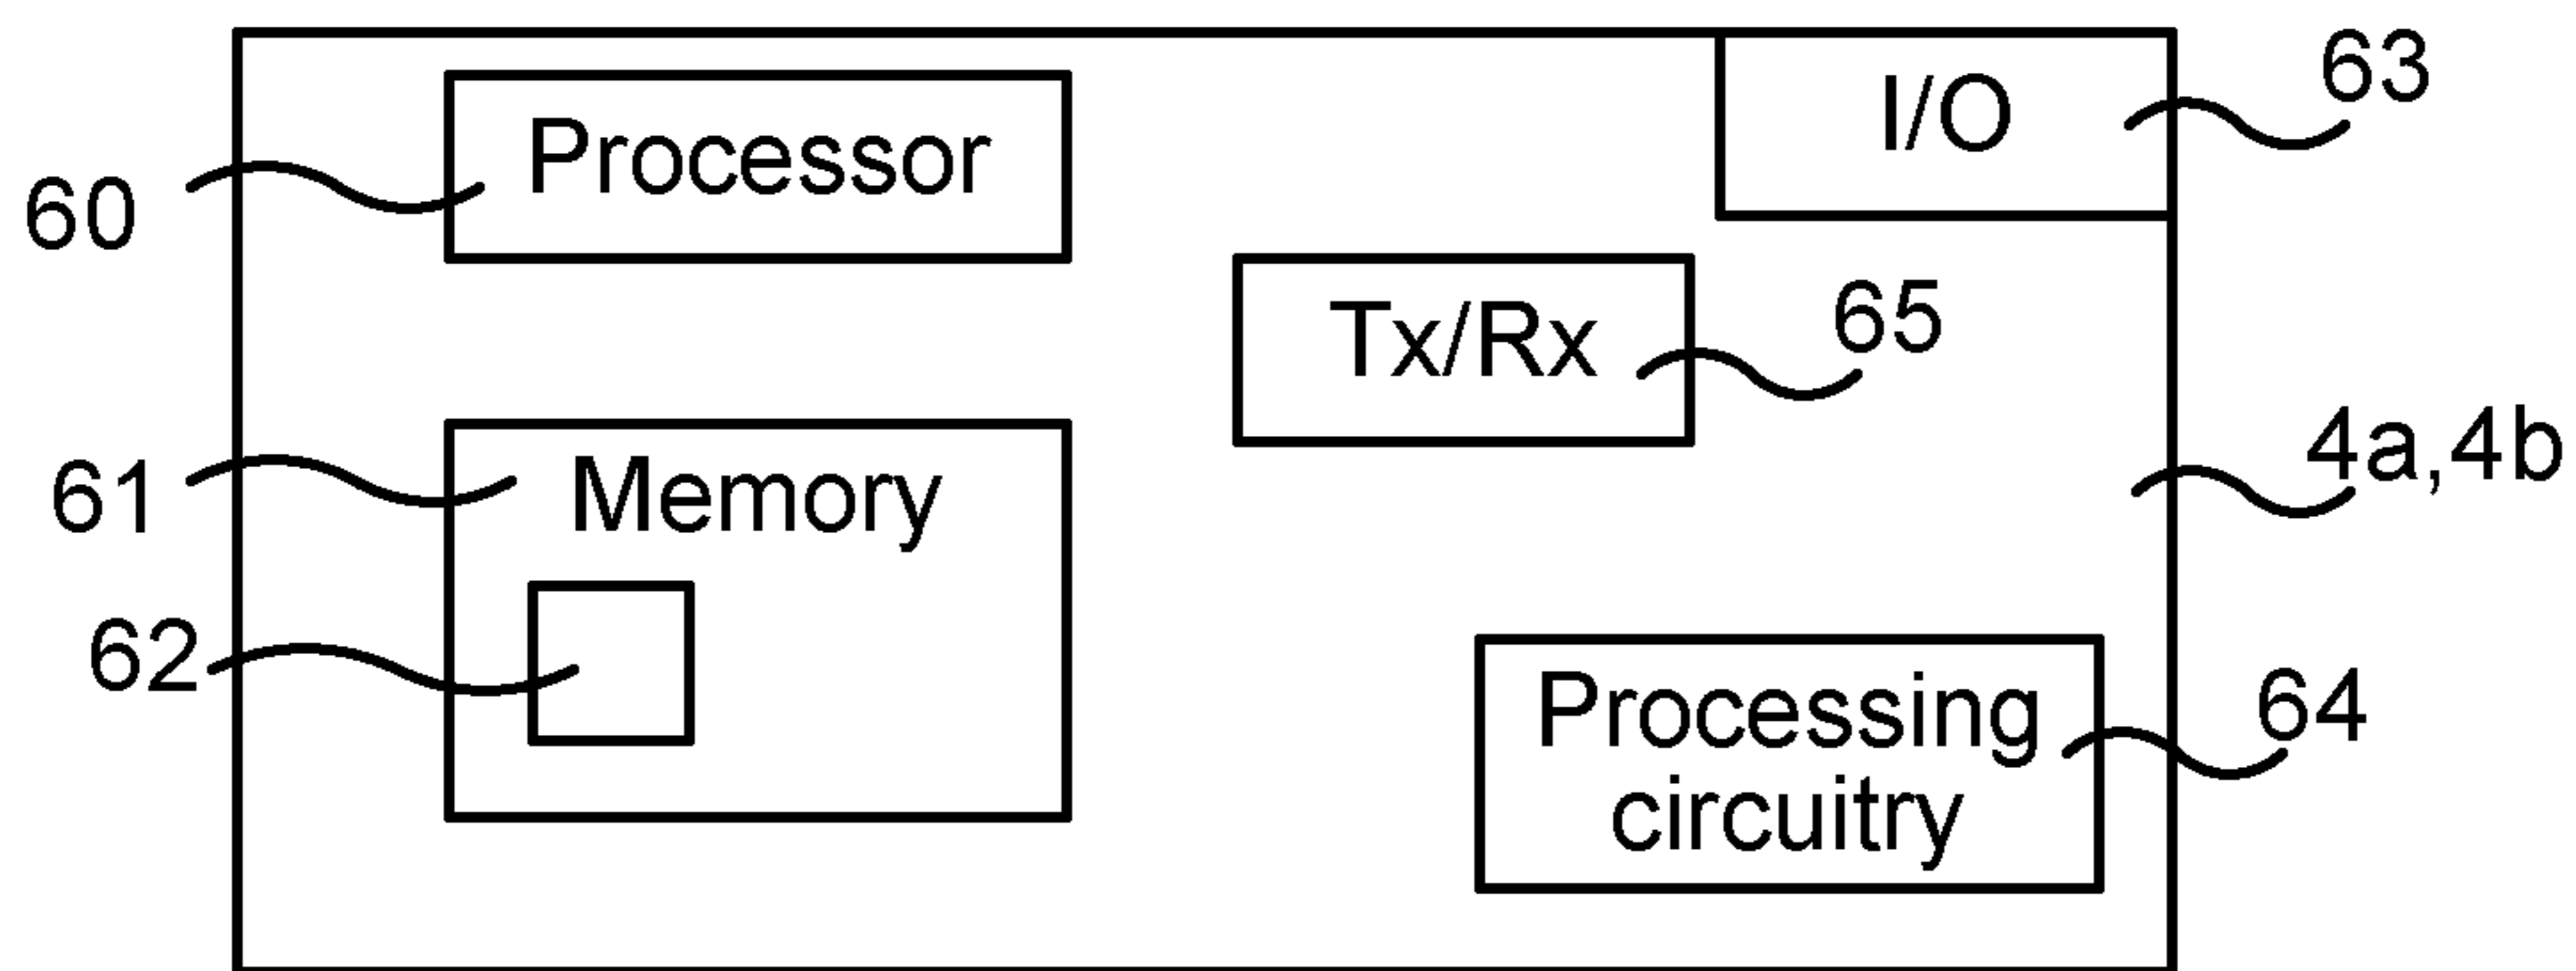 Processor
I/O
63
60
Tx/Rx
65
61
Memory
4a,4b
62
Processing
circuitry
64